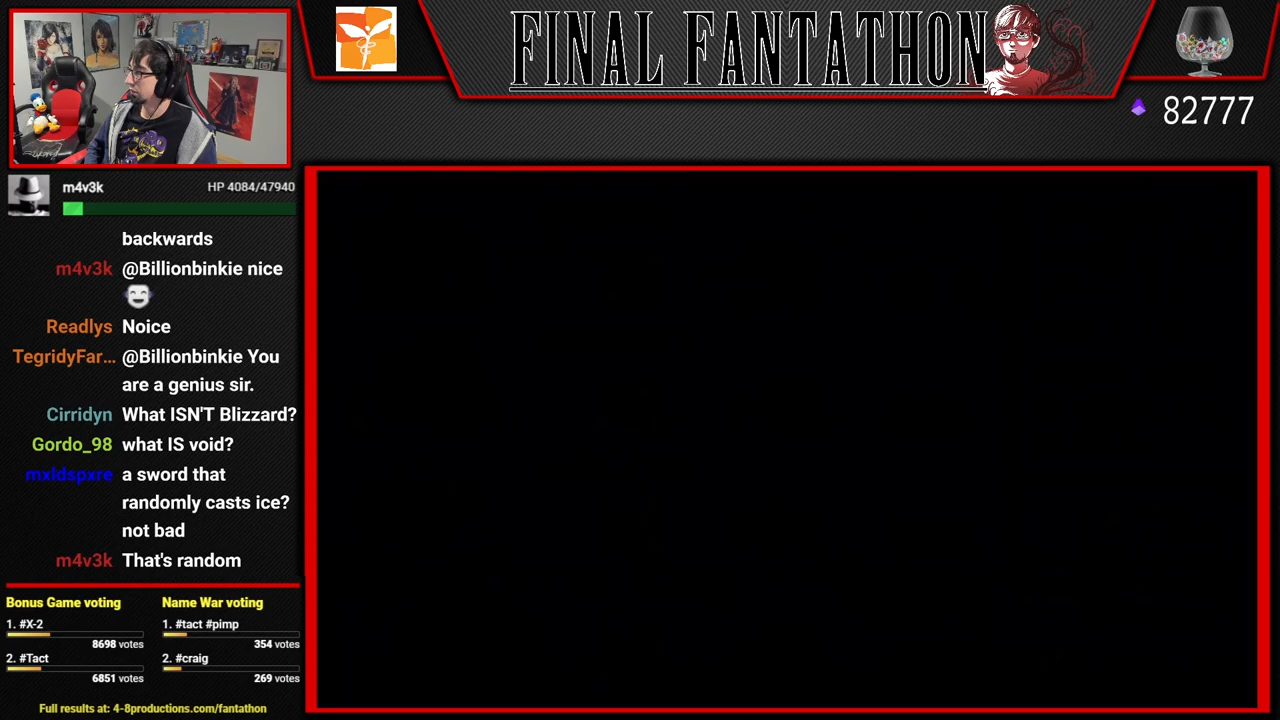 FINAL FANTATHON
82777
m4v3k HP 4084/47940
backwards
m4v3k @Billionbinkie nice
Readlys Noice
TegridyFar... @Billionbinkie You
are a genius sir.
Cirridyn What ISN'T Blizzard?
Gordo_98 what IS void?
mxldspxre a sword that
randomly casts ice?
not bad
m4v3k That's random
Bonus Game voting
1. #X-2
8698 votes
2. #Tact
6851 votes
Name War voting
1. #tact #pimp
354 votes
2. #craig
269 votes
Full results at: 4-8productions.com/fantathon